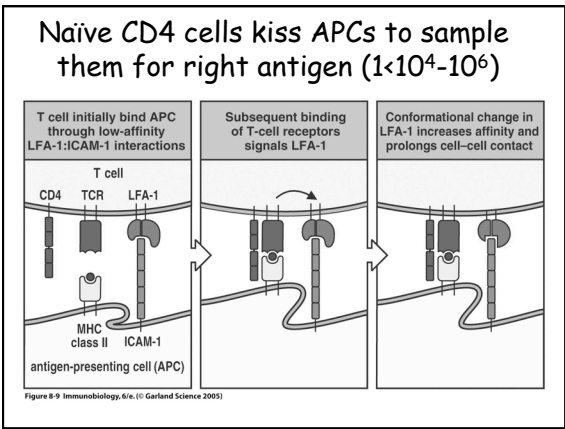 Naïve CD4 cells kiss APCs to sample
them for right antigen (1<10⁴-10⁶)
T cell initially bind APC
through low-affinity
LFA-1:ICAM-1 interactions
T cell
CD4 TCR LFA-1
MHC
class II
ICAM-1
antigen-presenting cell (APC)
Subsequent binding
of T-cell receptors
signals LFA-1
Conformational change in
LFA-1 increases affinity and
prolongs cell–cell contact
Figure 8-9 Immunobiology, 6/e. (© Garland Science 2005)